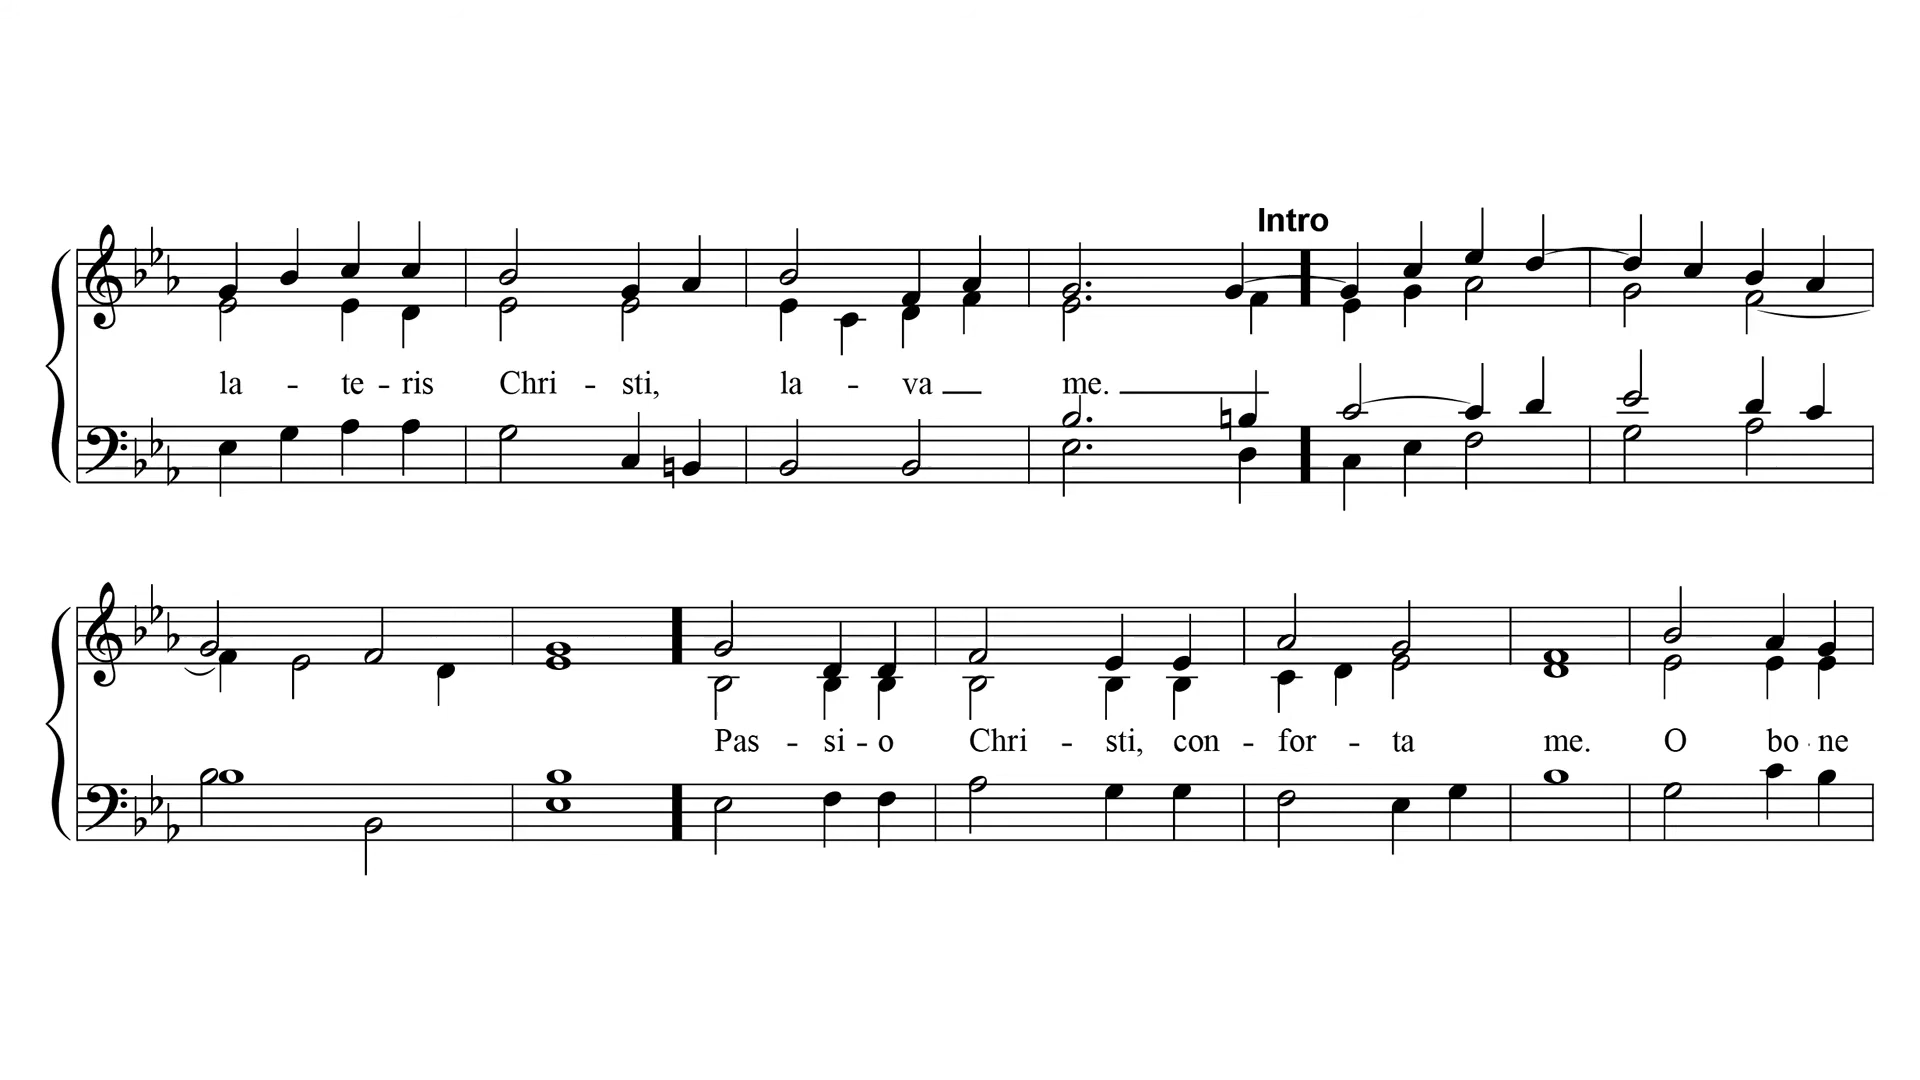 Intro
la - te - ris Chri - sti, la - va me.
Pas - si - o Chri - sti, con - for - ta me. O bo - ne